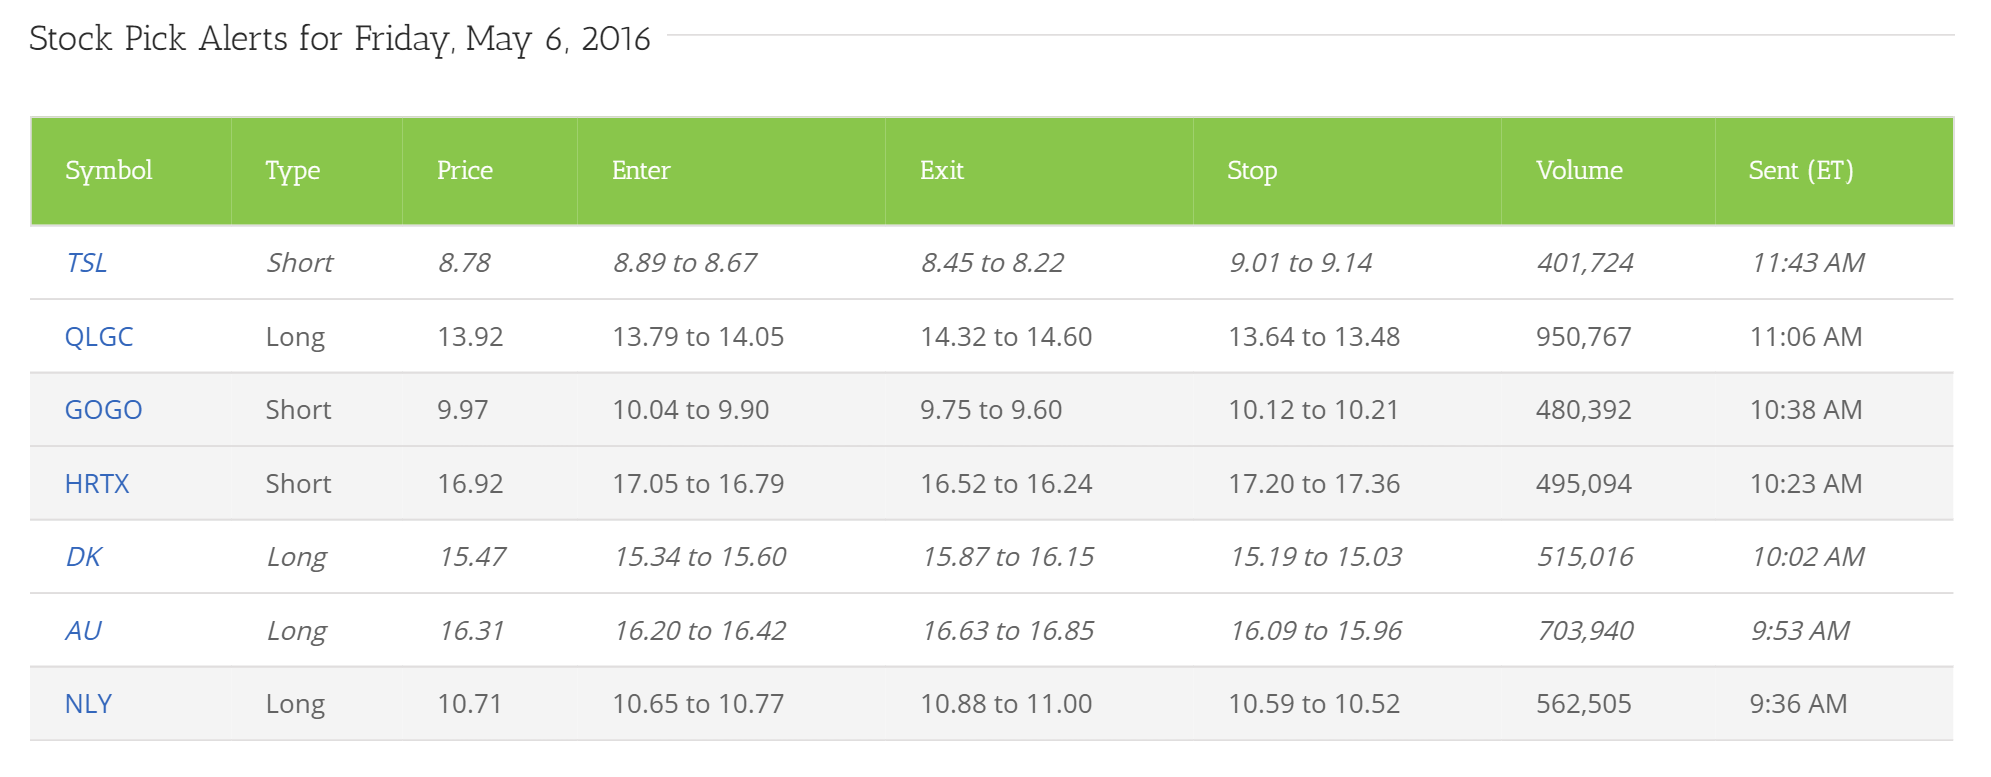 Stock Pick Alerts for Friday, May 6, 2016
Symbol Type Price Enter Exit Stop Volume Sent (ET)
TSL Short 8.78 8.89 to 8.67 8.45 to 8.22 9.01 to 9.14 401,724 11:43 AM
QLGC Long 13.92 13.79 to 14.05 14.32 to 14.60 13.64 to 13.48 950,767 11:06 AM
GOGO Short 9.97 10.04 to 9.90 9.75 to 9.60 10.12 to 10.21 480,392 10:38 AM
HRTX Short 16.92 17.05 to 16.79 16.52 to 16.24 17.20 to 17.36 495,094 10:23 AM
DK Long 15.47 15.34 to 15.60 15.87 to 16.15 15.19 to 15.03 515,016 10:02 AM
AU Long 16.31 16.20 to 16.42 16.63 to 16.85 16.09 to 15.96 703,940 9:53 AM
NLY Long 10.71 10.65 to 10.77 10.88 to 11.00 10.59 to 10.52 562,505 9:36 AM